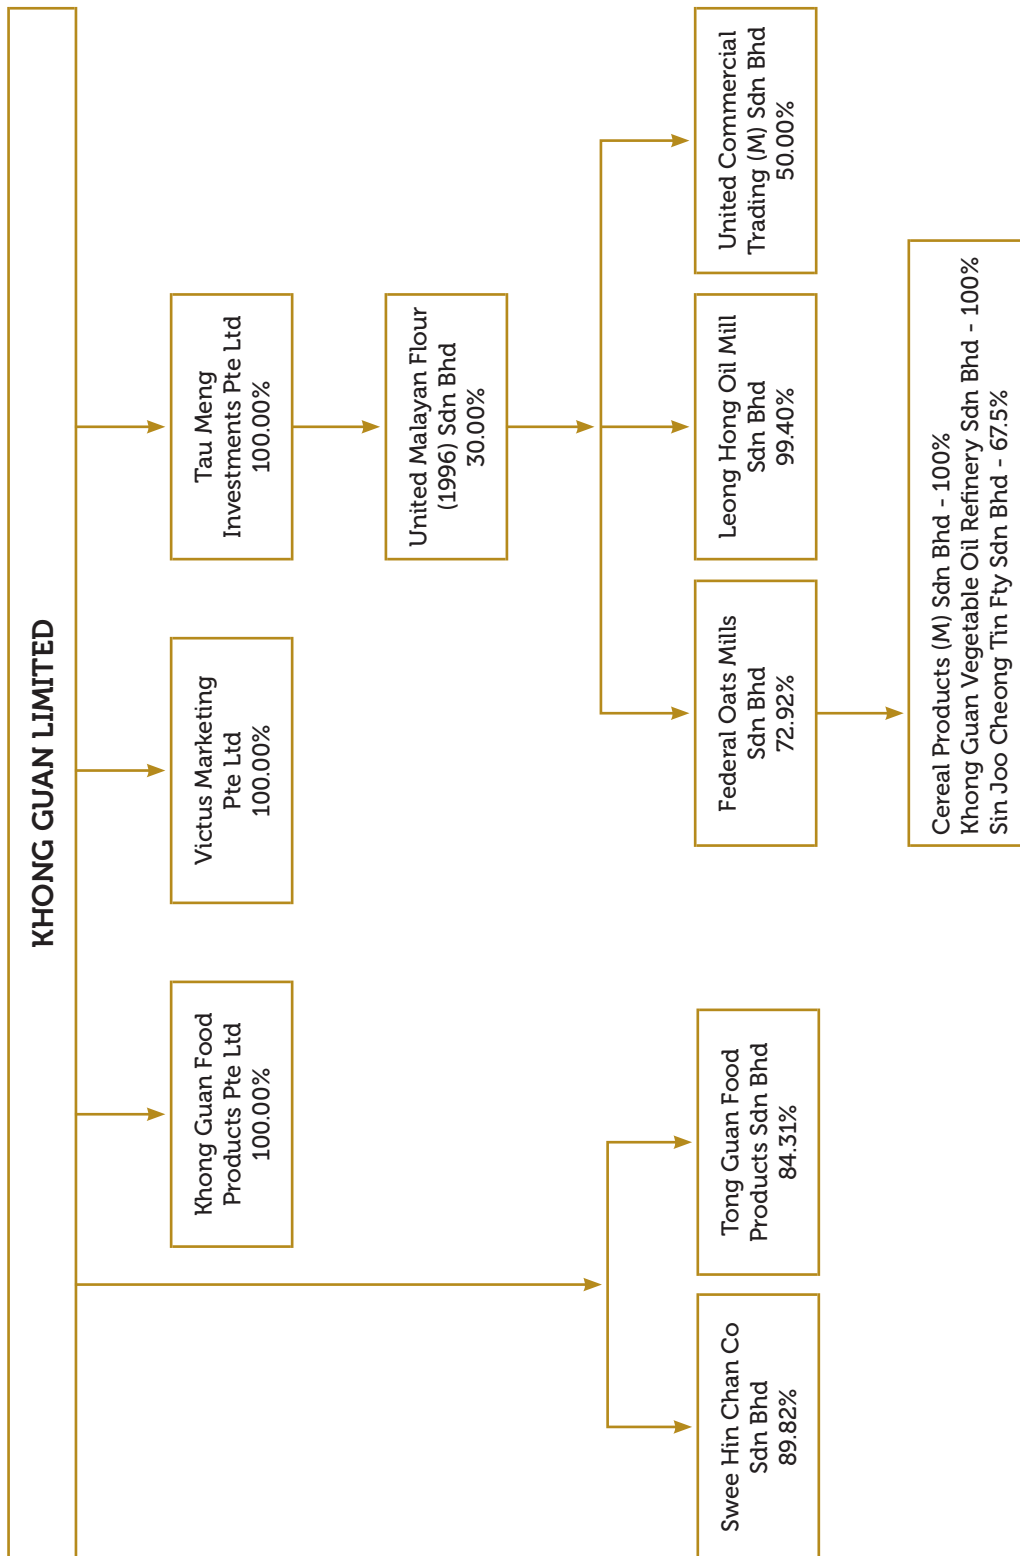 KHONG GUAN LIMITED
Khong Guan Food
Products Pte Ltd
100.00%
Victus Marketing
Pte Ltd
100.00%
Tau Meng
Investments Pte Ltd
100.00%
United Malayan Flour
(1996) Sdn Bhd
30.00%
Swee Hin Chan Co
Sdn Bhd
89.82%
Tong Guan Food
Products Sdn Bhd
84.31%
Federal Oats Mills
Sdn Bhd
72.92%
Leong Hong Oil Mill
Sdn Bhd
99.40%
United Commercial
Trading (M) Sdn Bhd
50.00%
Cereal Products (M) Sdn Bhd - 100%
Khong Guan Vegetable Oil Refinery Sdn Bhd - 100%
Sin Joo Cheong Tin Fty Sdn Bhd - 67.5%